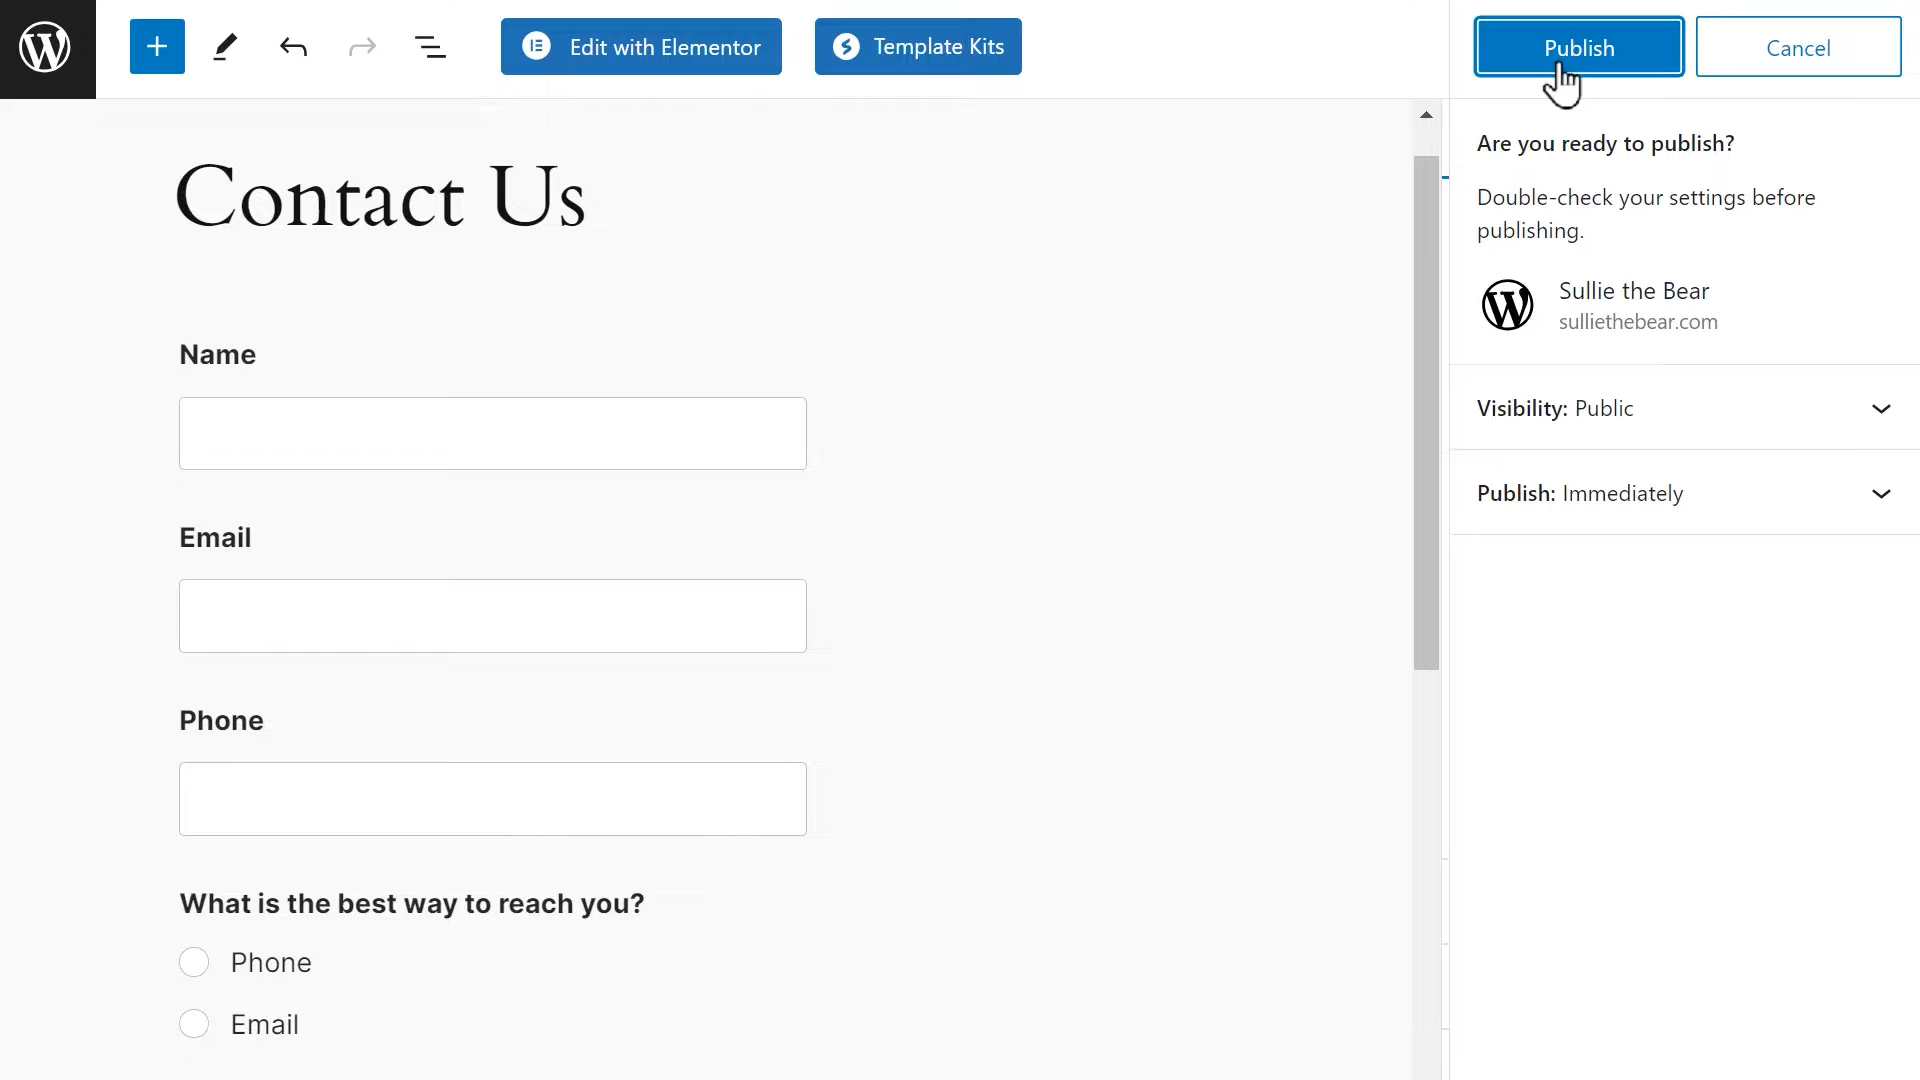 Edit with Elementor
Template Kits
Publish
Cancel
Contact Us
Name
Email
Phone
What is the best way to reach you?
Phone
Email
Are you ready to publish?
Double-check your settings before
publishing.
Sullie the Bear
sulliethebear.com
Visibility: Public
Publish: Immediately